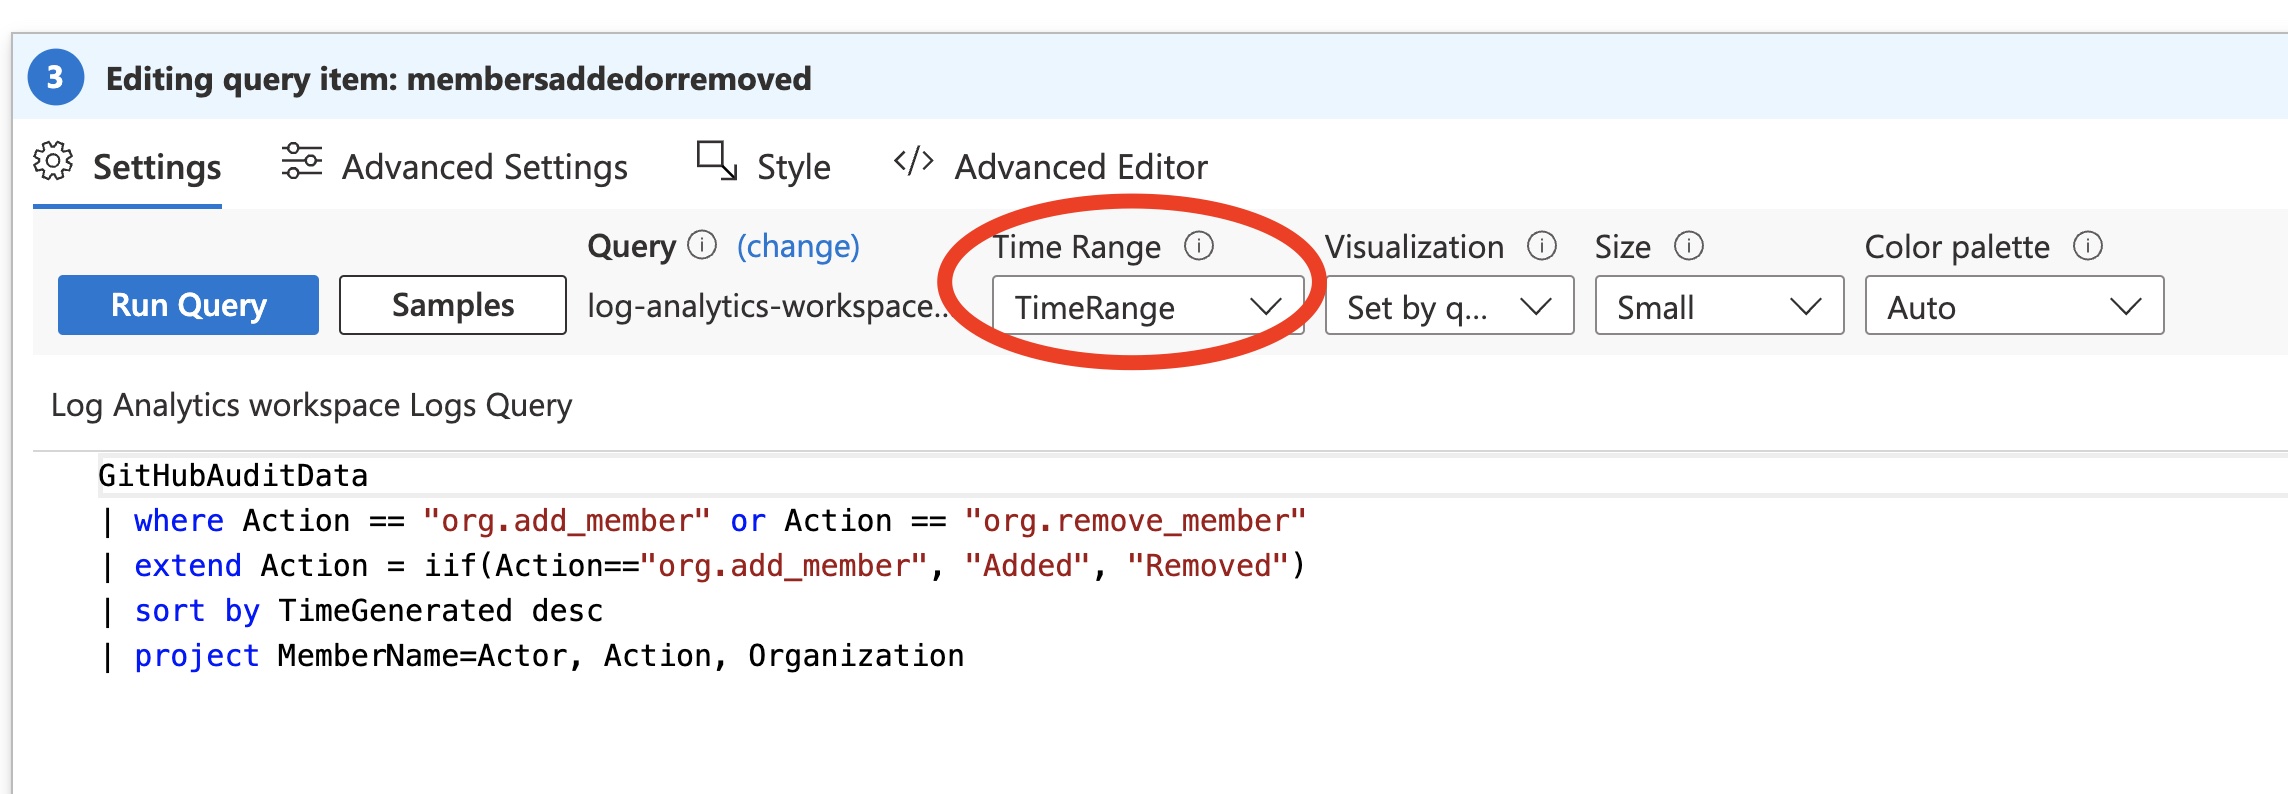 3 Editing query item: membersaddedorremoved
Settings Advanced Settings Style </> Advanced Editor
Query (change) Time Range Visualization Size Color palette
Run Query Samples log-analytics-workspace.. TimeRange Set by q... Small Auto
Log Analytics workspace Logs Query
GitHubAuditData
| where Action == "org.add_member" or Action == "org.remove_member"
| extend Action = iif(Action=="org.add_member", "Added", "Removed")
| sort by TimeGenerated desc
| project MemberName=Actor, Action, Organization